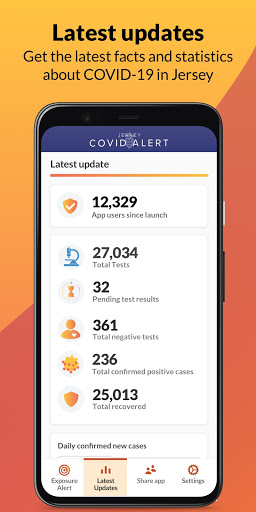 Latest updates
Get the latest facts and statistics
about COVID-19 in Jersey
JERSEY
COVID ALERT
Latest update
12,329
App users since launch
27,034
Total Tests
32
Pending test results
361
Total negative tests
236
Total confirmed positive cases
25,013
Total recovered
Daily confirmed new cases
Exposure
Alert
Latest
Updates
Share app
Settings